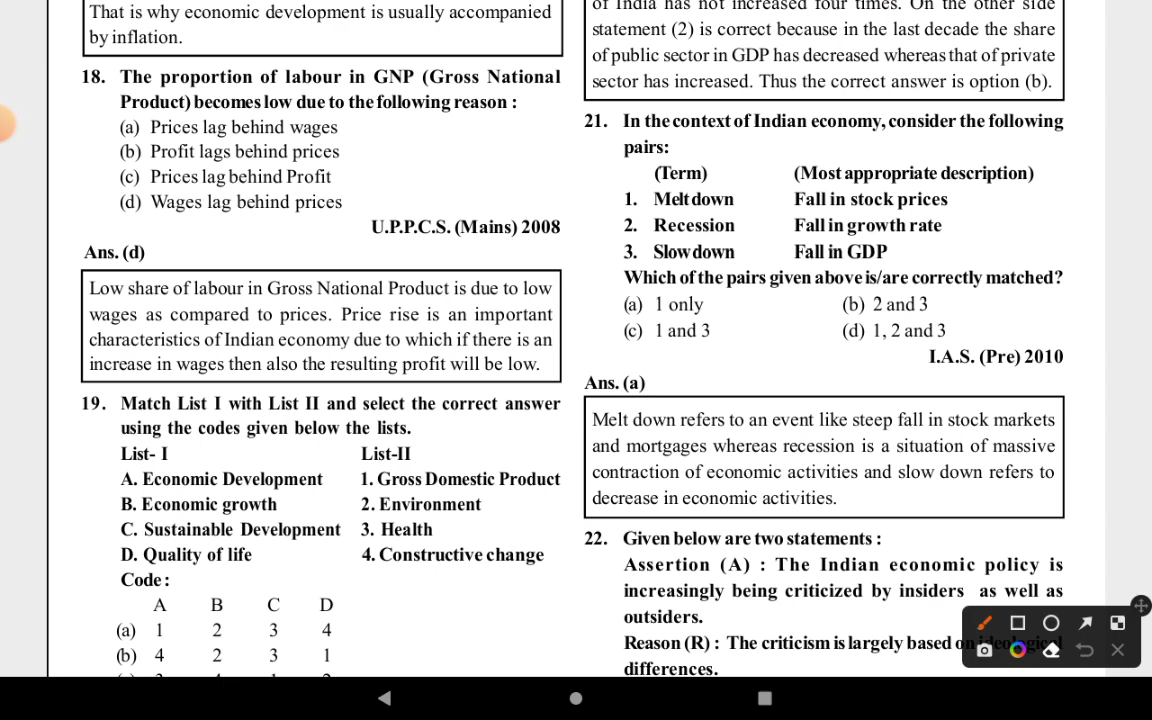 That is why economic development is usually accompanied
by inflation.
18. The proportion of labour in GNP (Gross National
Product) becomes low due to the following reason :
(a) Prices lag behind wages
(b) Profit lags behind prices
(c) Prices lag behind Profit
(d) Wages lag behind prices
U.P.P.C.S. (Mains) 2008
Ans. (d)
Low share of labour in Gross National Product is due to low
wages as compared to prices. Price rise is an important
characteristics of Indian economy due to which if there is an
increase in wages then also the resulting profit will be low.
19. Match List I with List II and select the correct answer
using the codes given below the lists.
List- I List-II
A. Economic Development 1. Gross Domestic Product
B. Economic growth 2. Environment
C. Sustainable Development 3. Health
D. Quality of life 4. Constructive change
Code :
A B C D
(a) 1 2 3 4
(b) 4 2 3 1
of India has not increased four times. On the other side
statement (2) is correct because in the last decade the share
of public sector in GDP has decreased whereas that of private
sector has increased. Thus the correct answer is option (b).
21. In the context of Indian economy, consider the following
pairs:
(Term) (Most appropriate description)
1. Melt down Fall in stock prices
2. Recession Fall in growth rate
3. Slow down Fall in GDP
Which of the pairs given above is/are correctly matched?
(a) 1 only (b) 2 and 3
(c) 1 and 3 (d) 1, 2 and 3
I.A.S. (Pre) 2010
Ans. (a)
Melt down refers to an event like steep fall in stock markets
and mortgages whereas recession is a situation of massive
contraction of economic activities and slow down refers to
decrease in economic activities.
22. Given below are two statements :
Assertion (A) : The Indian economic policy is
increasingly being criticized by insiders as well as
outsiders.
Reason (R) : The criticism is largely based on ideological
differences.